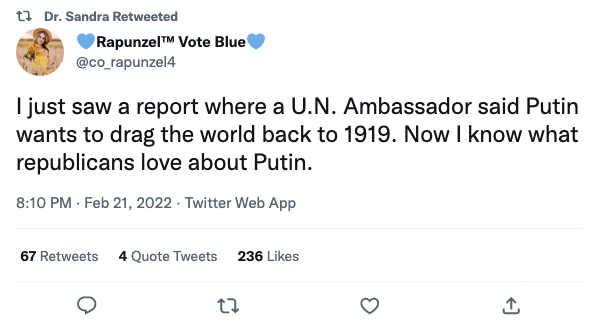 Dr. Sandra Retweeted
💙Rapunzel™ Vote Blue💙
@co_rapunzel4
I just saw a report where a U.N. Ambassador said Putin
wants to drag the world back to 1919. Now I know what
republicans love about Putin.
8:10 PM · Feb 21, 2022 · Twitter Web App
67 Retweets 4 Quote Tweets 236 Likes